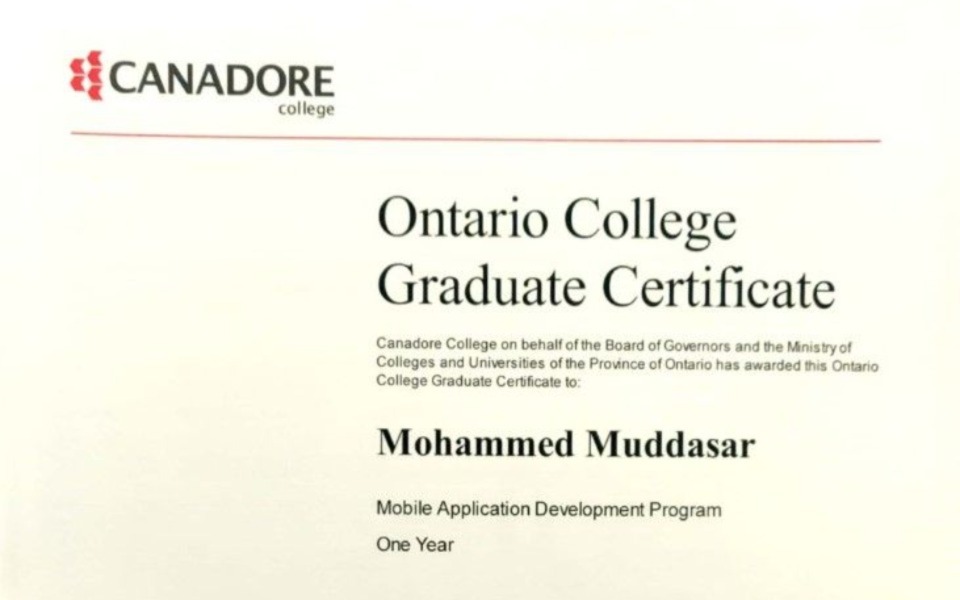 CANADORE
college
Ontario College
Graduate Certificate
Canadore College on behalf of the Board of Governors and the Ministry of
Colleges and Universities of the Province of Ontario has awarded this Ontario
College Graduate Certificate to:
Mohammed Muddasar
Mobile Application Development Program
One Year